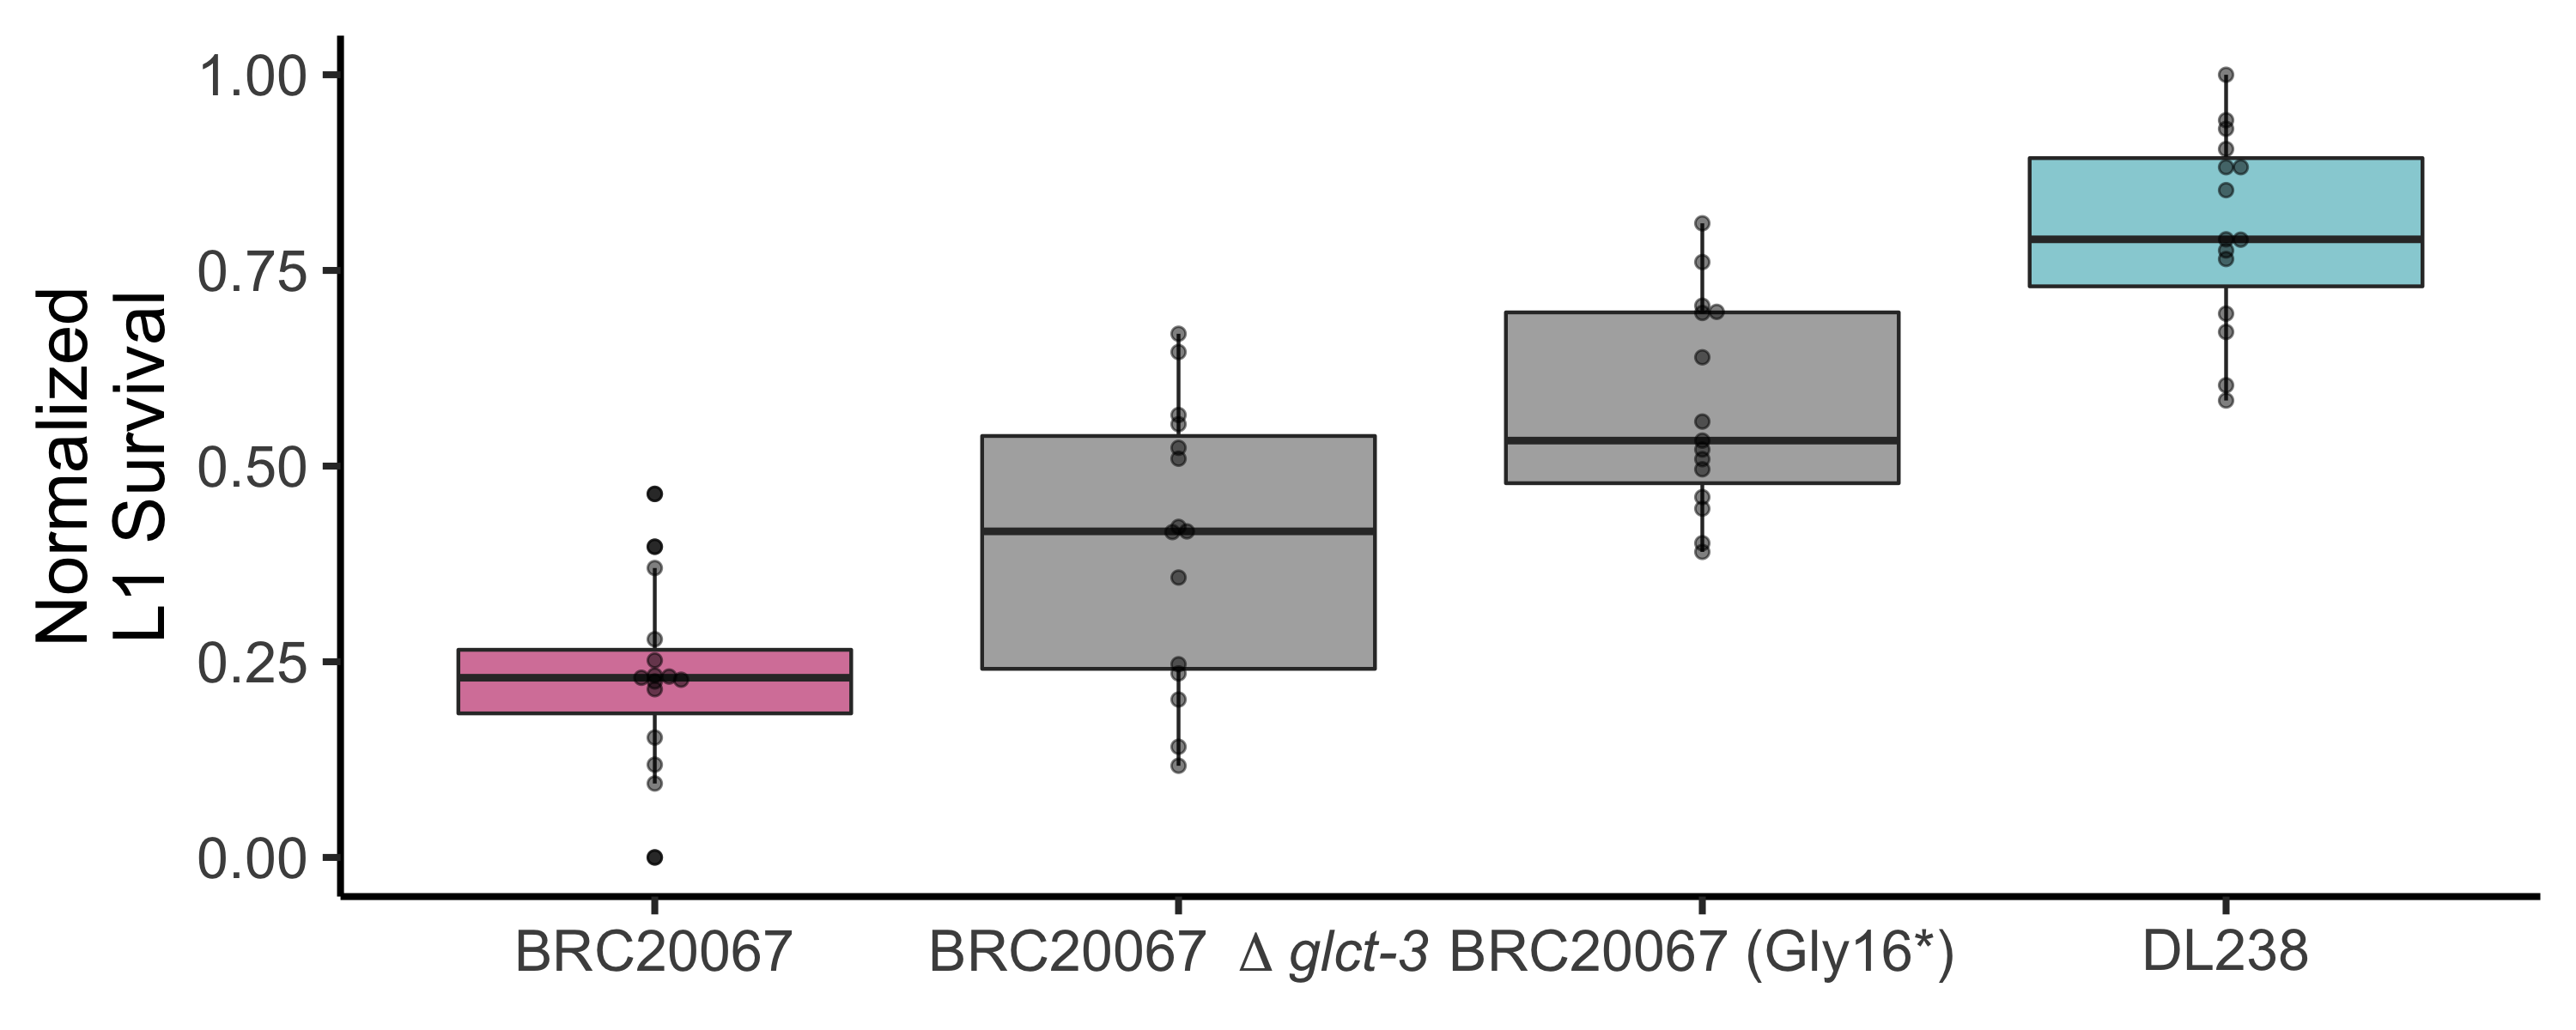 Normalized
L1 Survival
1.00
0.75
0.50
0.25
0.00
BRC20067
BRC20067 Δ glct-3
BRC20067 (Gly16*)
DL238